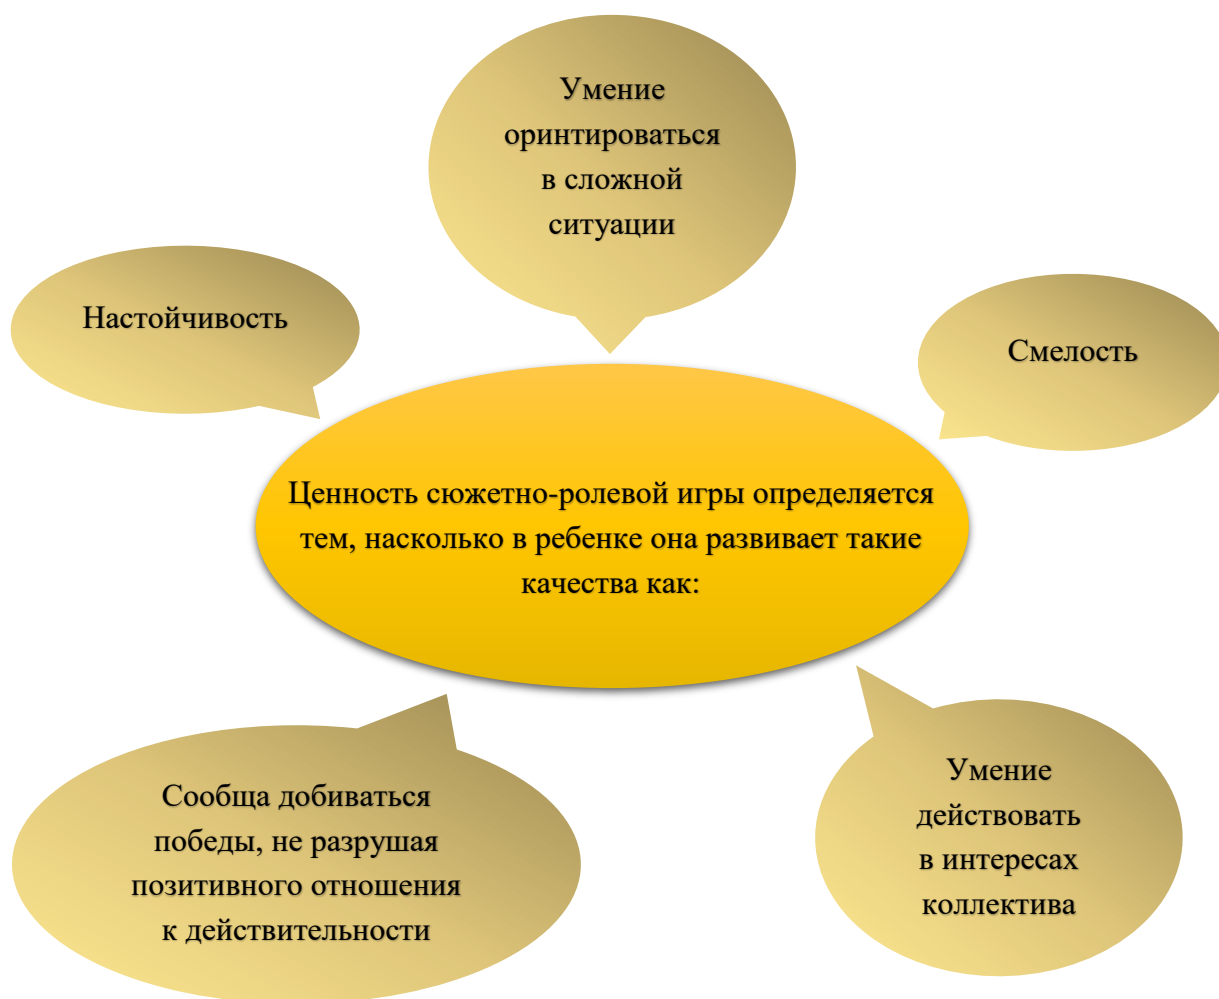 Умение
оринтироваться
в сложной
ситуации
Настойчивость
Смелость
Ценность сюжетно-ролевой игры определяется
тем, насколько в ребенке она развивает такие
качества как:
Сообща добиваться
победы, не разрушая
позитивного отношения
к действительности
Умение
действовать
в интересах
коллектива